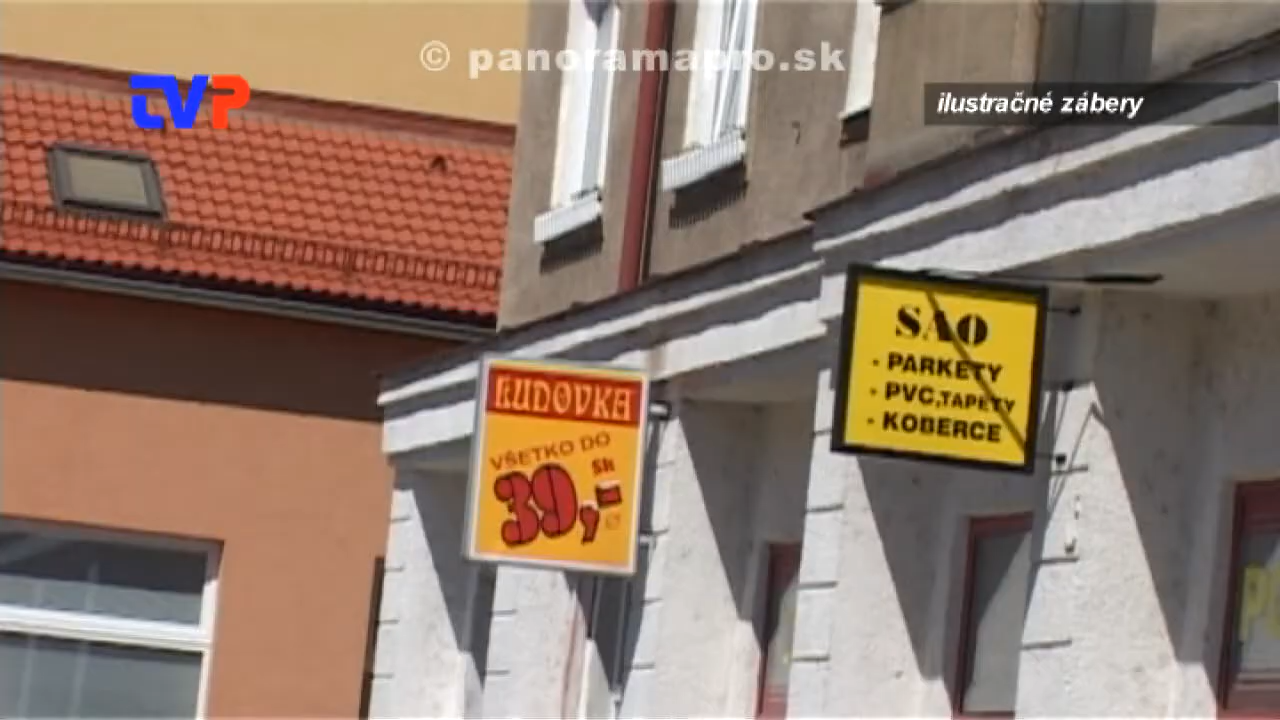 © panoramapro.sk
TVP
ilustračné zábery
SAO
- PARKETY
- PVC, TAPETY
- KOBERCE
ĽUDOVKA
VŠETKO DO
39,- Sk